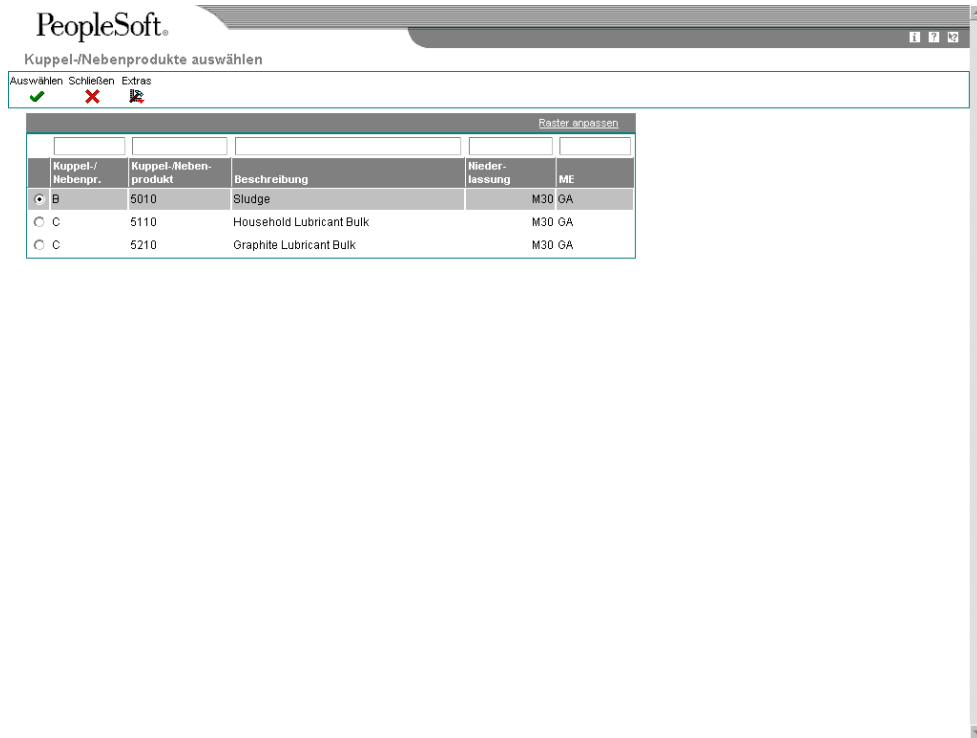 PeopleSoft®
Kuppel-/Nebenprodukte auswählen
Auswählen Schließen Extras
Raster anpassen
Kuppel-/ Nebenpr. Kuppel-/Neben- produkt Beschreibung Nieder- lassung ME
B 5010 Sludge M30 GA
C 5110 Household Lubricant Bulk M30 GA
C 5210 Graphite Lubricant Bulk M30 GA